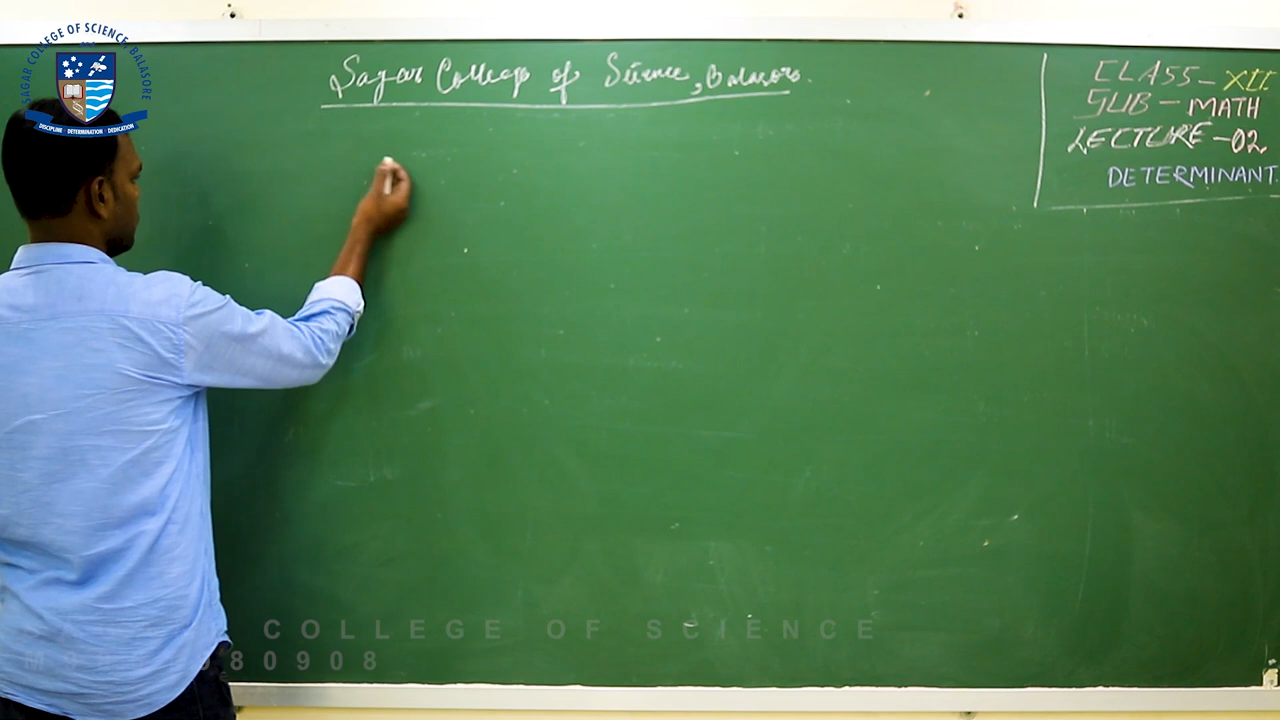 SAGAR COLLEGE OF SCIENCE, BALASORE
DISCIPLINE · DETERMINATION · DEDICATION
Sagar College of Science, Balasore.
CLASS - XII
SUB - MATH
LECTURE - 02
DETERMINANT.
COLLEGE OF SCIENCE
80908